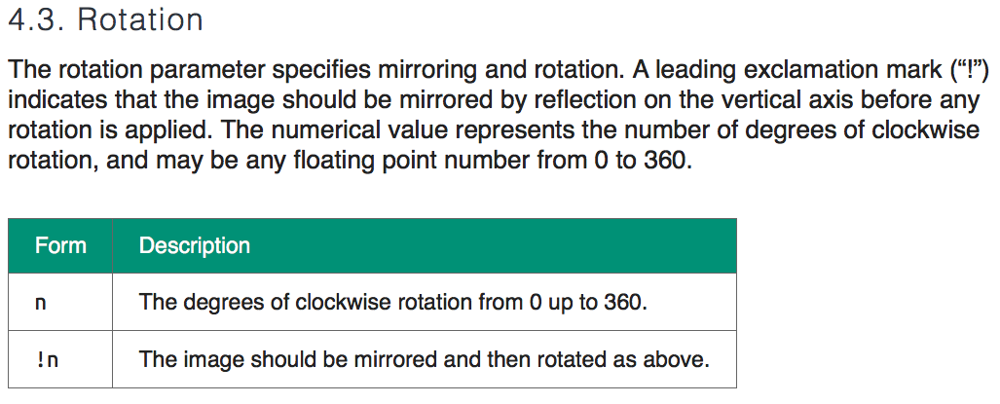 4.3. Rotation
The rotation parameter specifies mirroring and rotation. A leading exclamation mark (“!”)
indicates that the image should be mirrored by reflection on the vertical axis before any
rotation is applied. The numerical value represents the number of degrees of clockwise
rotation, and may be any floating point number from 0 to 360.
Form Description
n The degrees of clockwise rotation from 0 up to 360.
!n The image should be mirrored and then rotated as above.